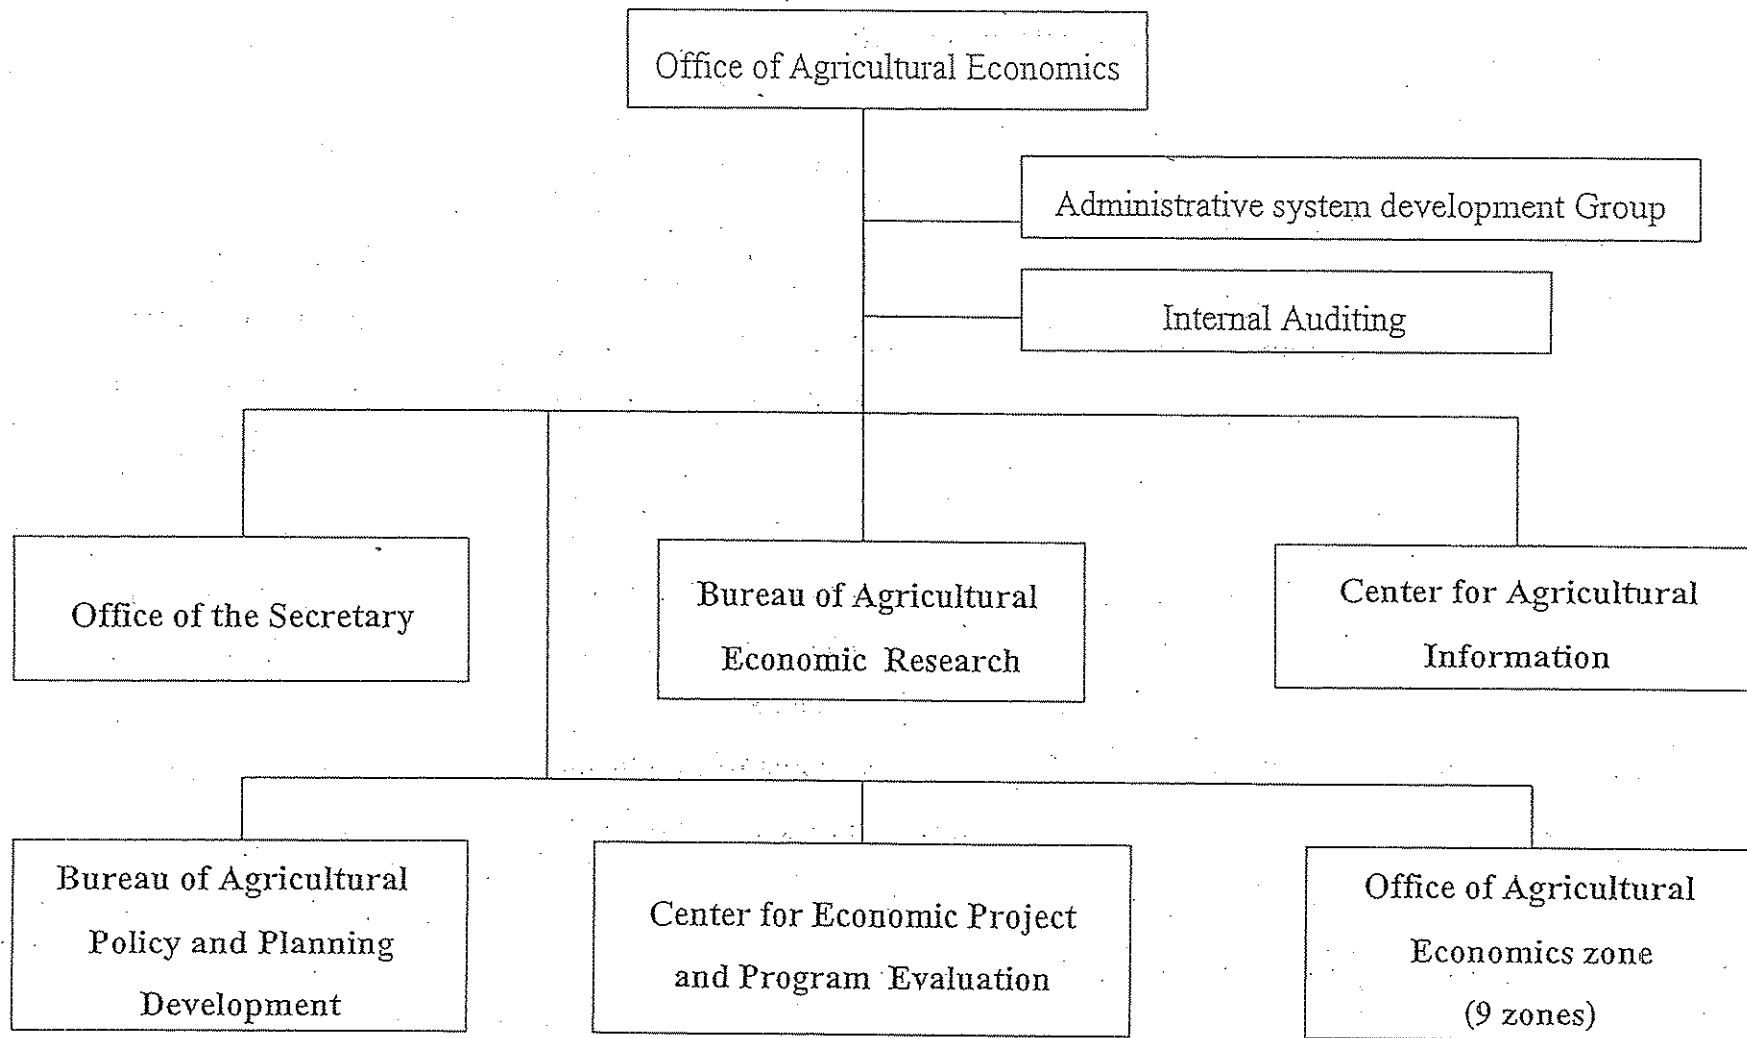 Office of Agricultural Economics
Administrative system development Group
Internal Auditing
Office of the Secretary
Bureau of Agricultural
Economic Research
Center for Agricultural
Information
Bureau of Agricultural
Policy and Planning
Development
Center for Economic Project
and Program Evaluation
Office of Agricultural
Economics zone
(9 zones)